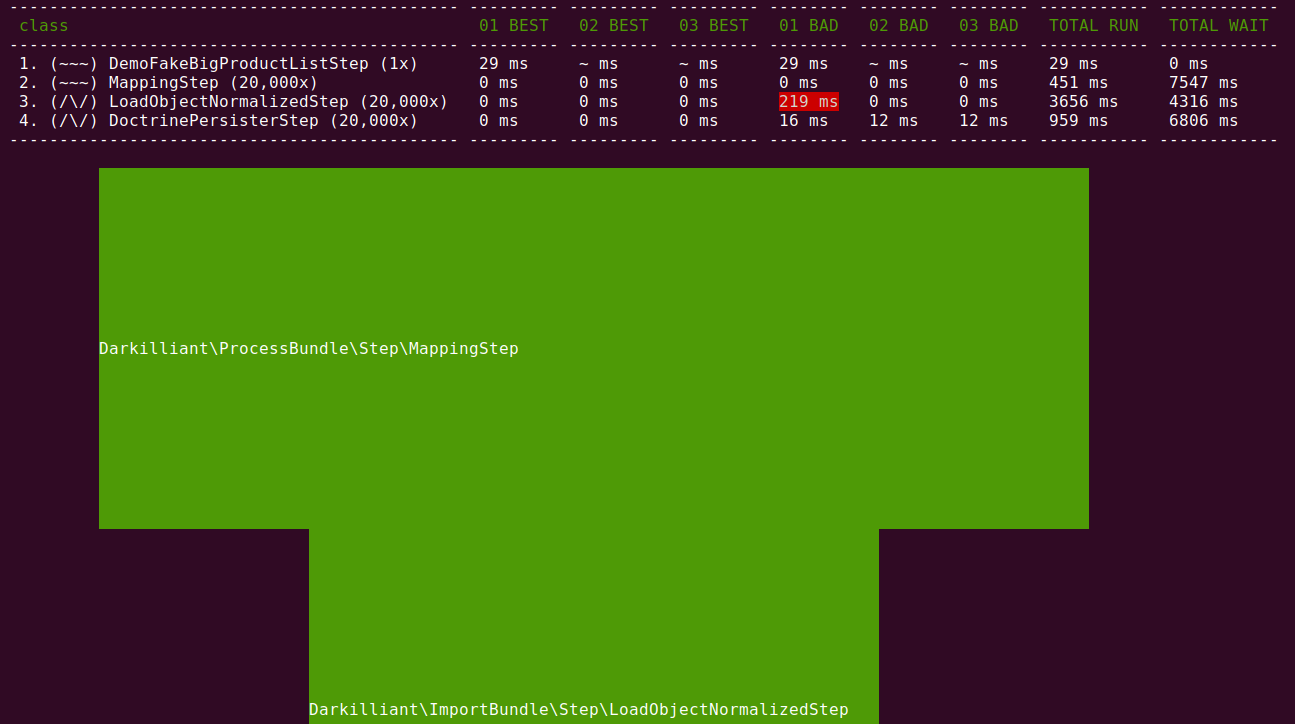 --------------------------------------------- --------- --------- --------- -------- -------- -------- ----------- ------------
class 01 BEST 02 BEST 03 BEST 01 BAD 02 BAD 03 BAD TOTAL RUN TOTAL WAIT
--------------------------------------------- --------- --------- --------- -------- -------- -------- ----------- ------------
1. (~~~) DemoFakeBigProductListStep (1x) 29 ms ~ ms ~ ms 29 ms ~ ms ~ ms 29 ms 0 ms
2. (~~~) MappingStep (20,000x) 0 ms 0 ms 0 ms 0 ms 0 ms 0 ms 451 ms 7547 ms
3. (/\/) LoadObjectNormalizedStep (20,000x) 0 ms 0 ms 0 ms 219 ms 0 ms 0 ms 3656 ms 4316 ms
4. (/\/) DoctrinePersisterStep (20,000x) 0 ms 0 ms 0 ms 16 ms 12 ms 12 ms 959 ms 6806 ms
--------------------------------------------- --------- --------- --------- -------- -------- -------- ----------- ------------
Darkilliant\ProcessBundle\Step\MappingStep
Darkilliant\ImportBundle\Step\LoadObjectNormalizedStep